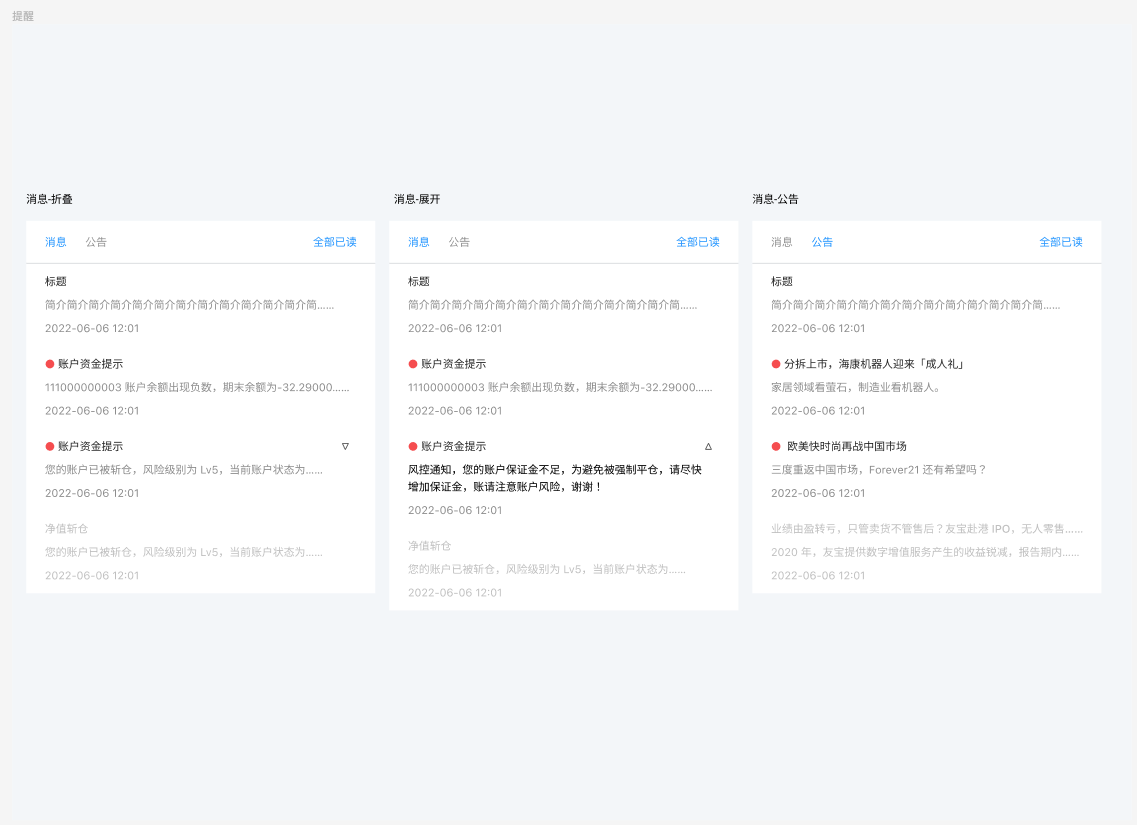 提醒
消息-折叠
消息 公告 全部已读
标题
简介简介简介简介简介简介简介简介简介简介简介简介简……
2022-06-06 12:01
账户资金提示
111000000003 账户余额出现负数，期末余额为-32.29000……
2022-06-06 12:01
账户资金提示
您的账户已被斩仓，风险级别为 Lv5，当前账户状态为……
2022-06-06 12:01
净值斩仓
您的账户已被斩仓，风险级别为 Lv5，当前账户状态为……
2022-06-06 12:01
消息-展开
消息 公告 全部已读
标题
简介简介简介简介简介简介简介简介简介简介简介简介简……
2022-06-06 12:01
账户资金提示
111000000003 账户余额出现负数，期末余额为-32.29000……
2022-06-06 12:01
账户资金提示
风控通知，您的账户保证金不足，为避免被强制平仓，请尽快
增加保证金，账请注意账户风险，谢谢！
2022-06-06 12:01
净值斩仓
您的账户已被斩仓，风险级别为 Lv5，当前账户状态为……
2022-06-06 12:01
消息-公告
消息 公告 全部已读
标题
简介简介简介简介简介简介简介简介简介简介简介简介简……
2022-06-06 12:01
分拆上市，海康机器人迎来「成人礼」
家居领域看萤石，制造业看机器人。
2022-06-06 12:01
欧美快时尚再战中国市场
三度重返中国市场，Forever21 还有希望吗？
2022-06-06 12:01
业绩由盈转亏，只管卖货不管售后？友宝赴港 IPO，无人零售……
2020 年，友宝提供数字增值服务产生的收益锐减，报告期内……
2022-06-06 12:01